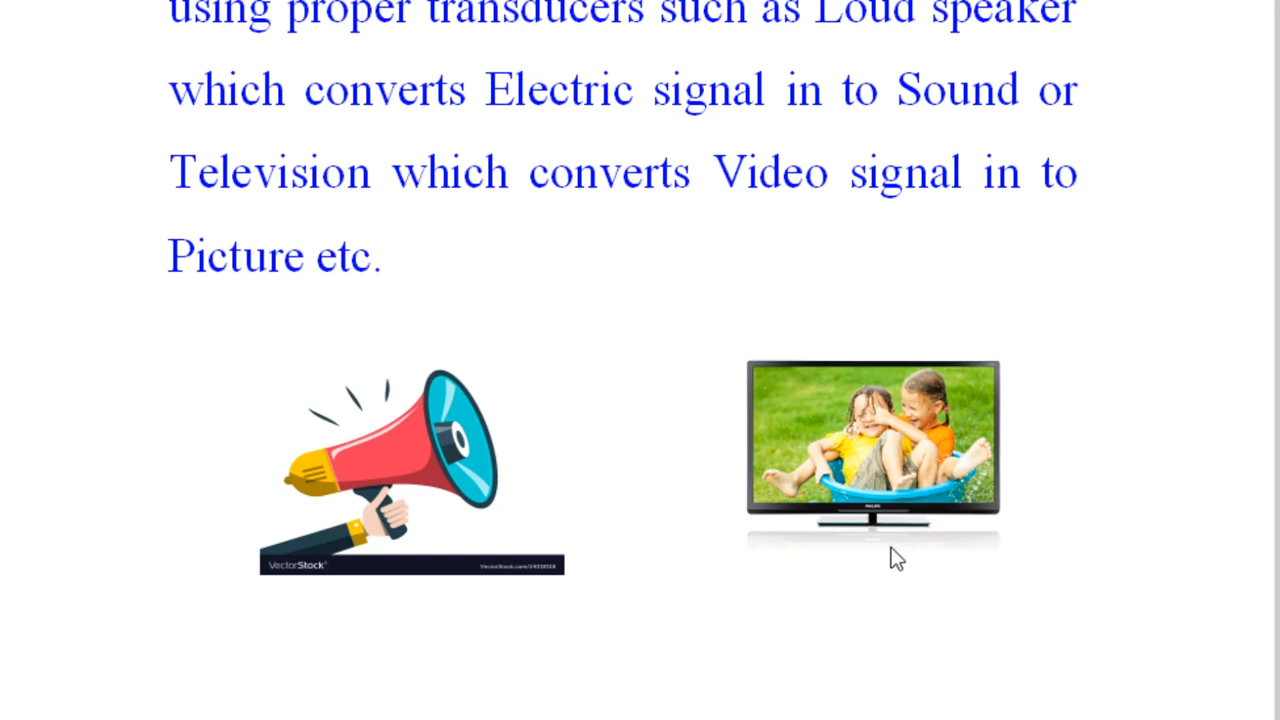 using proper transducers such as Loud speaker
which converts Electric signal in to Sound or
Television which converts Video signal in to
Picture etc.
PHILIPS
VectorStock®